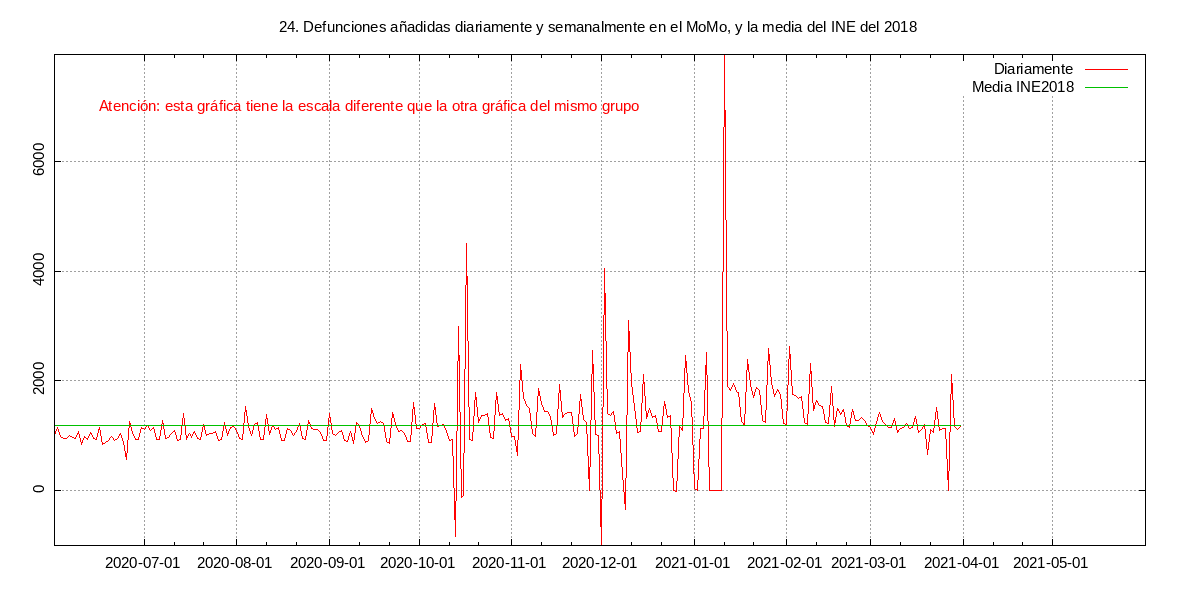 24. Defunciones añadidas diariamente y semanalmente en el MoMo, y la media del INE del 2018
Diariamente
Media INE2018
Atención: esta gráfica tiene la escala diferente que la otra gráfica del mismo grupo
6000
4000
2000
0
2020-07-01 2020-08-01 2020-09-01 2020-10-01 2020-11-01 2020-12-01 2021-01-01 2021-02-01 2021-03-01 2021-04-01 2021-05-01